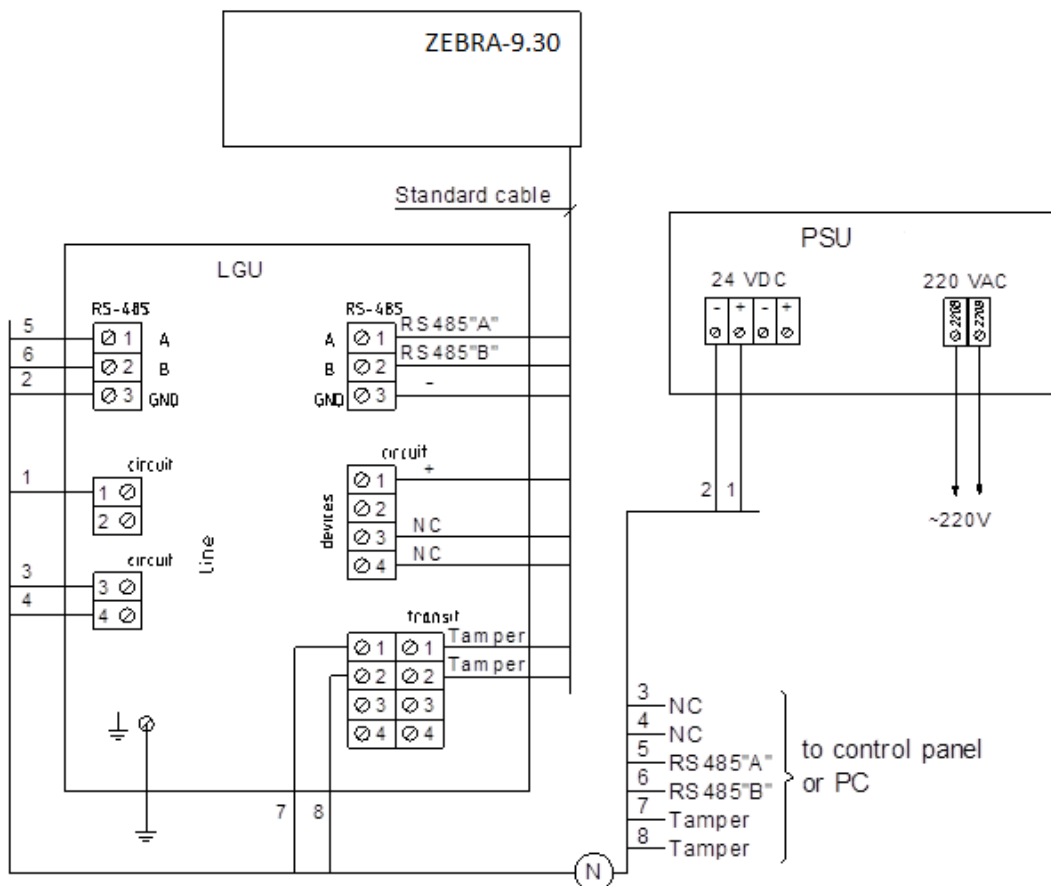 ZEBRA-9.30
Standard cable
LGU
RS-485
5
1
A
6
2
B
2
3
GND
RS-485
A
1
RS485"A"
B
2
RS485"B"
GND
3
-
circuit
1
1
2
circuit
3
3
4
4
Line
circuit
devices
1
+
2
3
NC
4
NC
transit
1 1
Tamper
2 2
Tamper
3 3
4 4
7 8
N
PSU
24 VDC
- + - +
220 VAC
220В 220В
2 1
~220V
3 NC
4 NC
5 RS485"A"
6 RS485"B"
7 Tamper
8 Tamper
to control panel
or PC